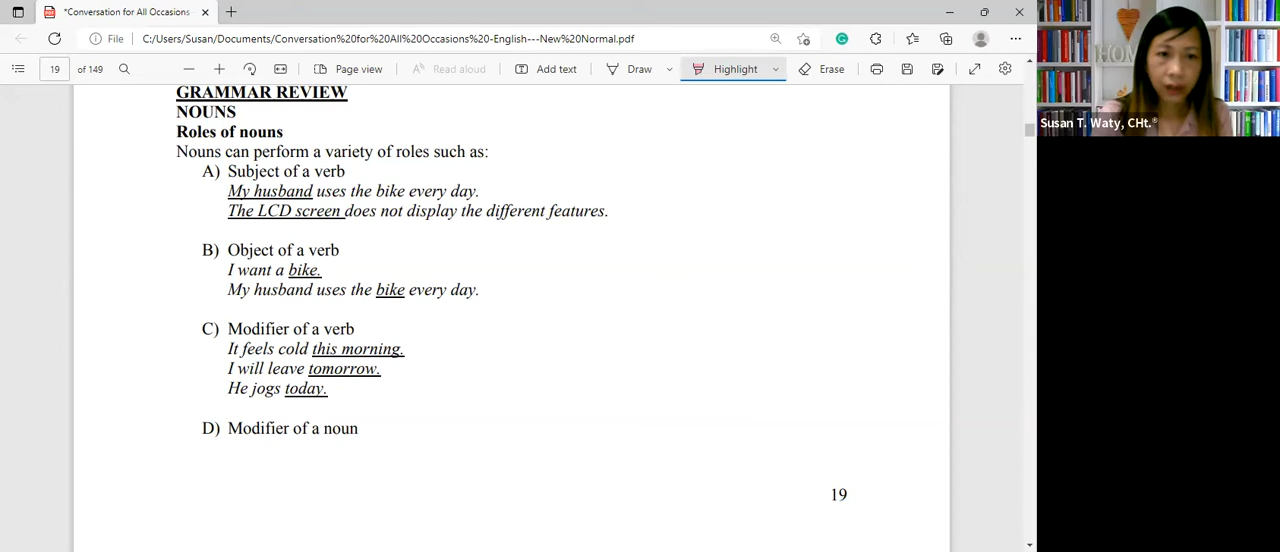 *Conversation for All Occasions
File C:/Users/Susan/Documents/Conversation%20for%20All%20Occasions%20-English---New%20Normal.pdf
19 of 149 Page view Read aloud Add text Draw Highlight Erase
GRAMMAR REVIEW
NOUNS
Roles of nouns
Nouns can perform a variety of roles such as:
A) Subject of a verb
My husband uses the bike every day.
The LCD screen does not display the different features.
B) Object of a verb
I want a bike.
My husband uses the bike every day.
C) Modifier of a verb
It feels cold this morning.
I will leave tomorrow.
He jogs today.
D) Modifier of a noun
19
HOM
Susan T. Waty, CHt.®